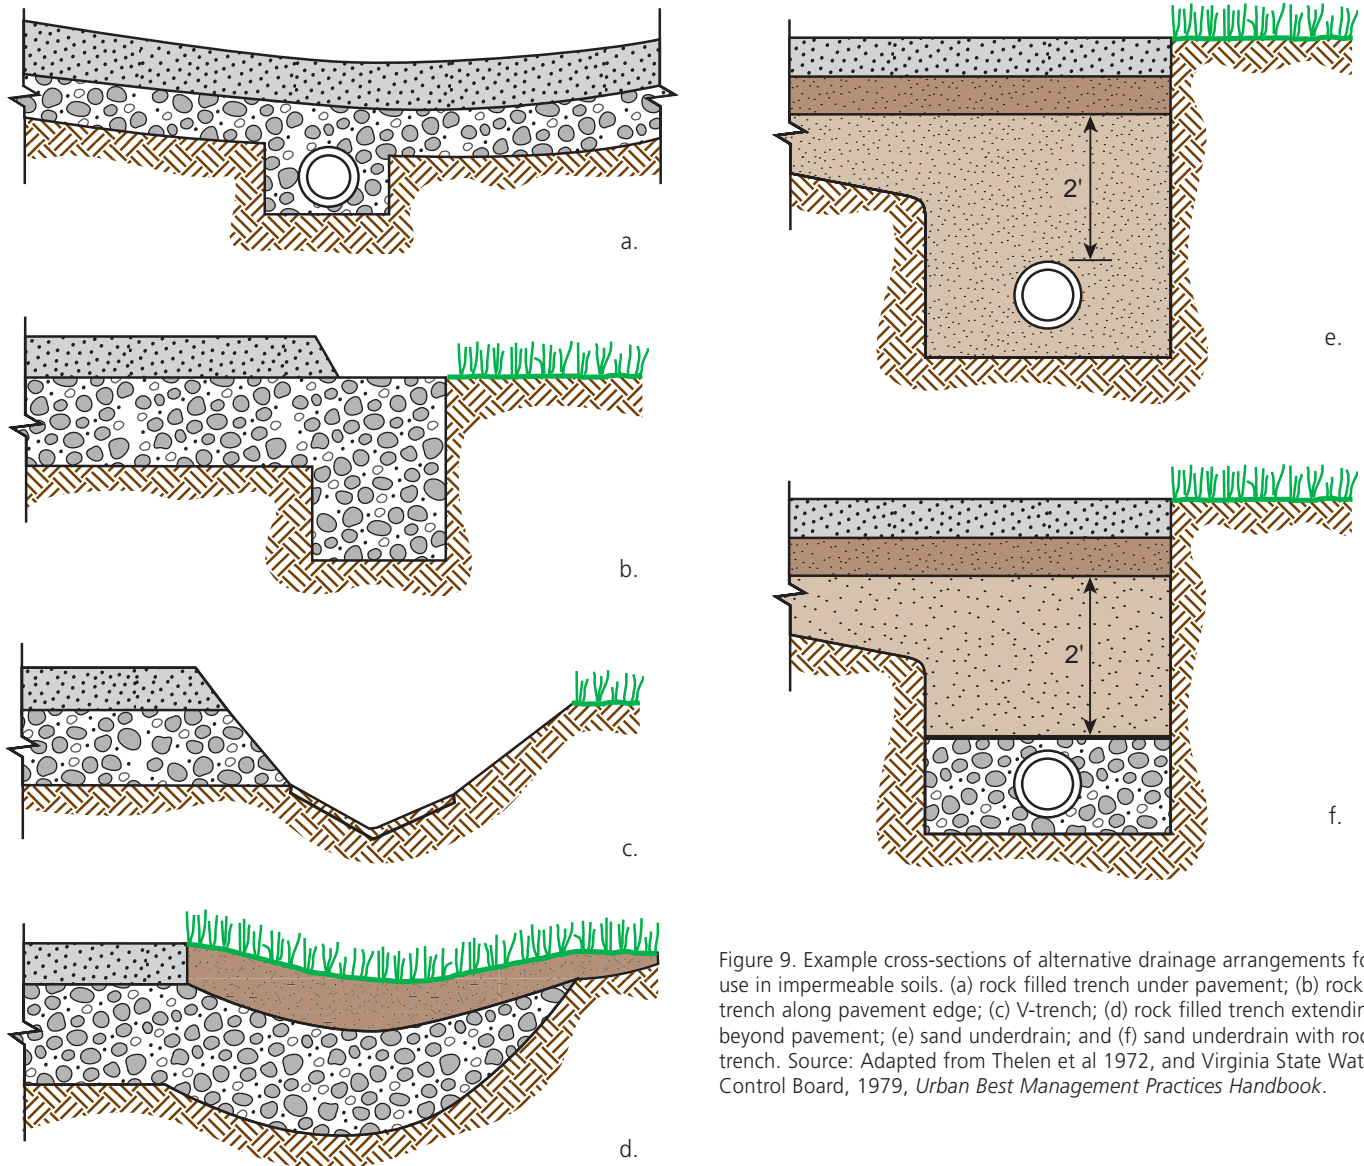 a.
b.
c.
d.
2'
e.
2'
f.
Figure 9. Example cross-sections of alternative drainage arrangements fo
use in impermeable soils. (a) rock filled trench under pavement; (b) rock
trench along pavement edge; (c) V-trench; (d) rock filled trench extendin
beyond pavement; (e) sand underdrain; and (f) sand underdrain with roc
trench. Source: Adapted from Thelen et al 1972, and Virginia State Wat
Control Board, 1979, Urban Best Management Practices Handbook.